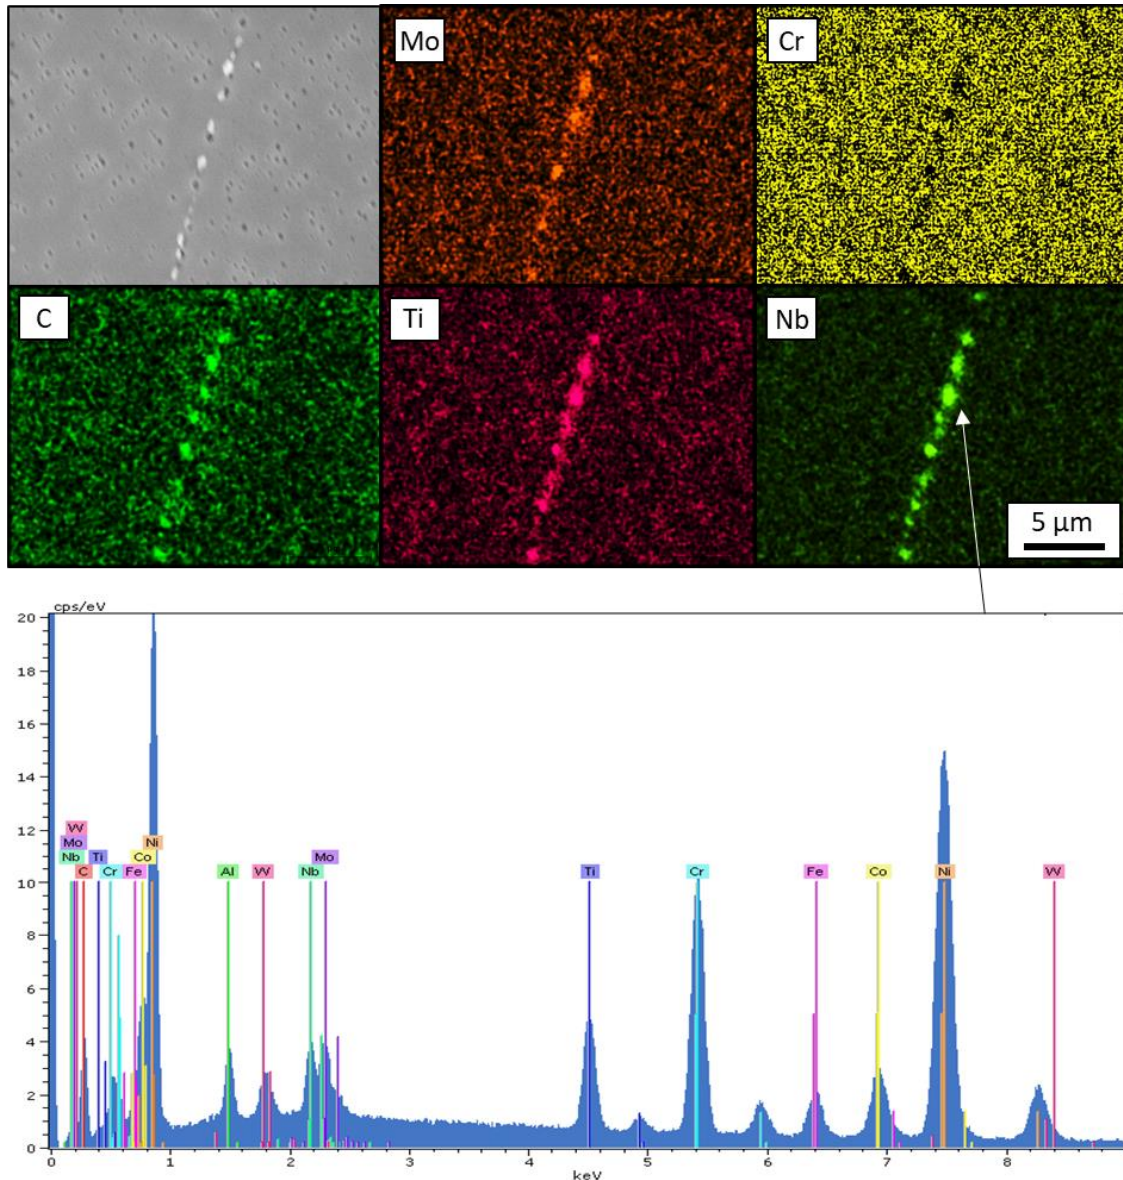 Mo
Cr
C
Ti
Nb
5 µm
cps/eV
20
18
16
14
12
10
8
6
4
2
0
W
Mo Co Ni
Nb Ti
C Cr Fe Al W Nb Mo Ti Cr Fe Co Ni W
0 1 2 3 4 5 6 7 8
keV